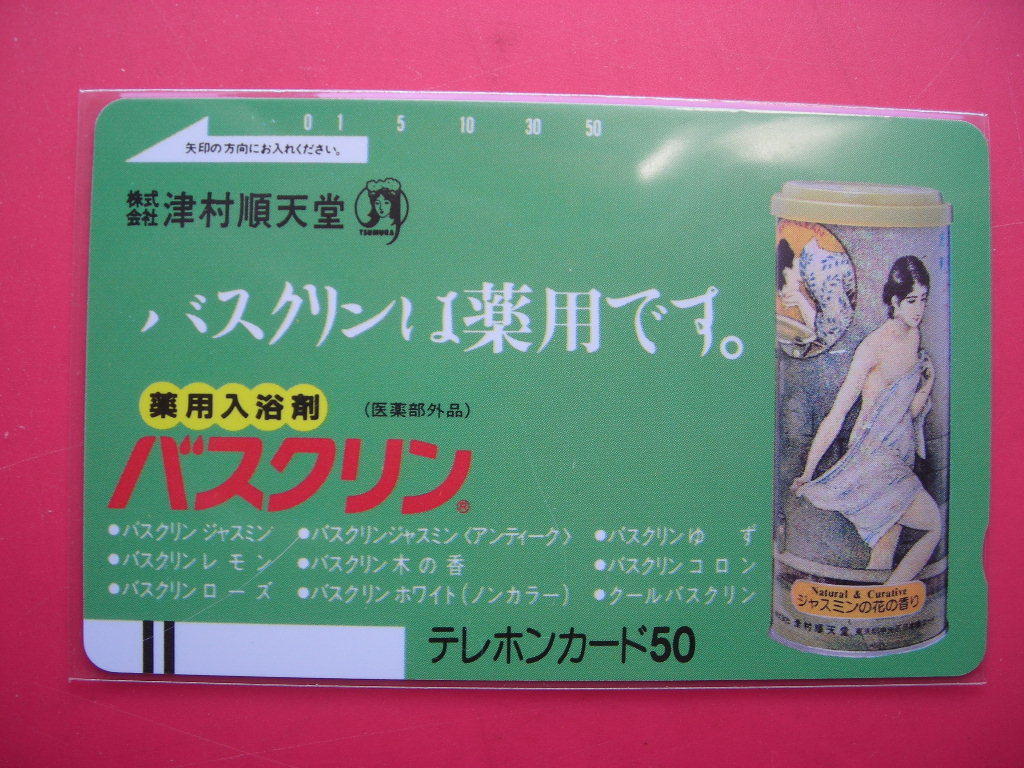 0 1 5 10 30 50
矢印の方向にお入れください。
株式会社 津村順天堂
TSUMURA
バスクリンは薬用です。
薬用入浴剤 (医薬部外品)
バスクリン®
●バスクリン ジャスミン ●バスクリンジャスミン〈アンティーク〉 ●バスクリン ゆず
●バスクリン レモン ●バスクリン 木の香 ●バスクリン コロン
●バスクリン ローズ ●バスクリン ホワイト(ノンカラー) ●クールバスクリン
Natural & Curative
ジャスミンの花の香り
津村順天堂
テレホンカード50